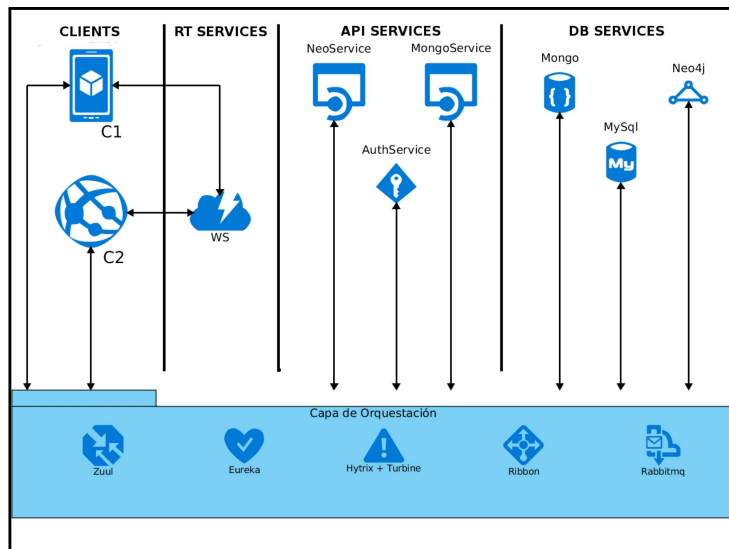 CLIENTS
RT SERVICES
API SERVICES
DB SERVICES
NeoService
MongoService
Mongo
Neo4j
C1
MySql
My
AuthService
WS
C2
Capa de Orquestación
Zuul
Eureka
Hytrix + Turbine
Ribbon
Rabbitmq